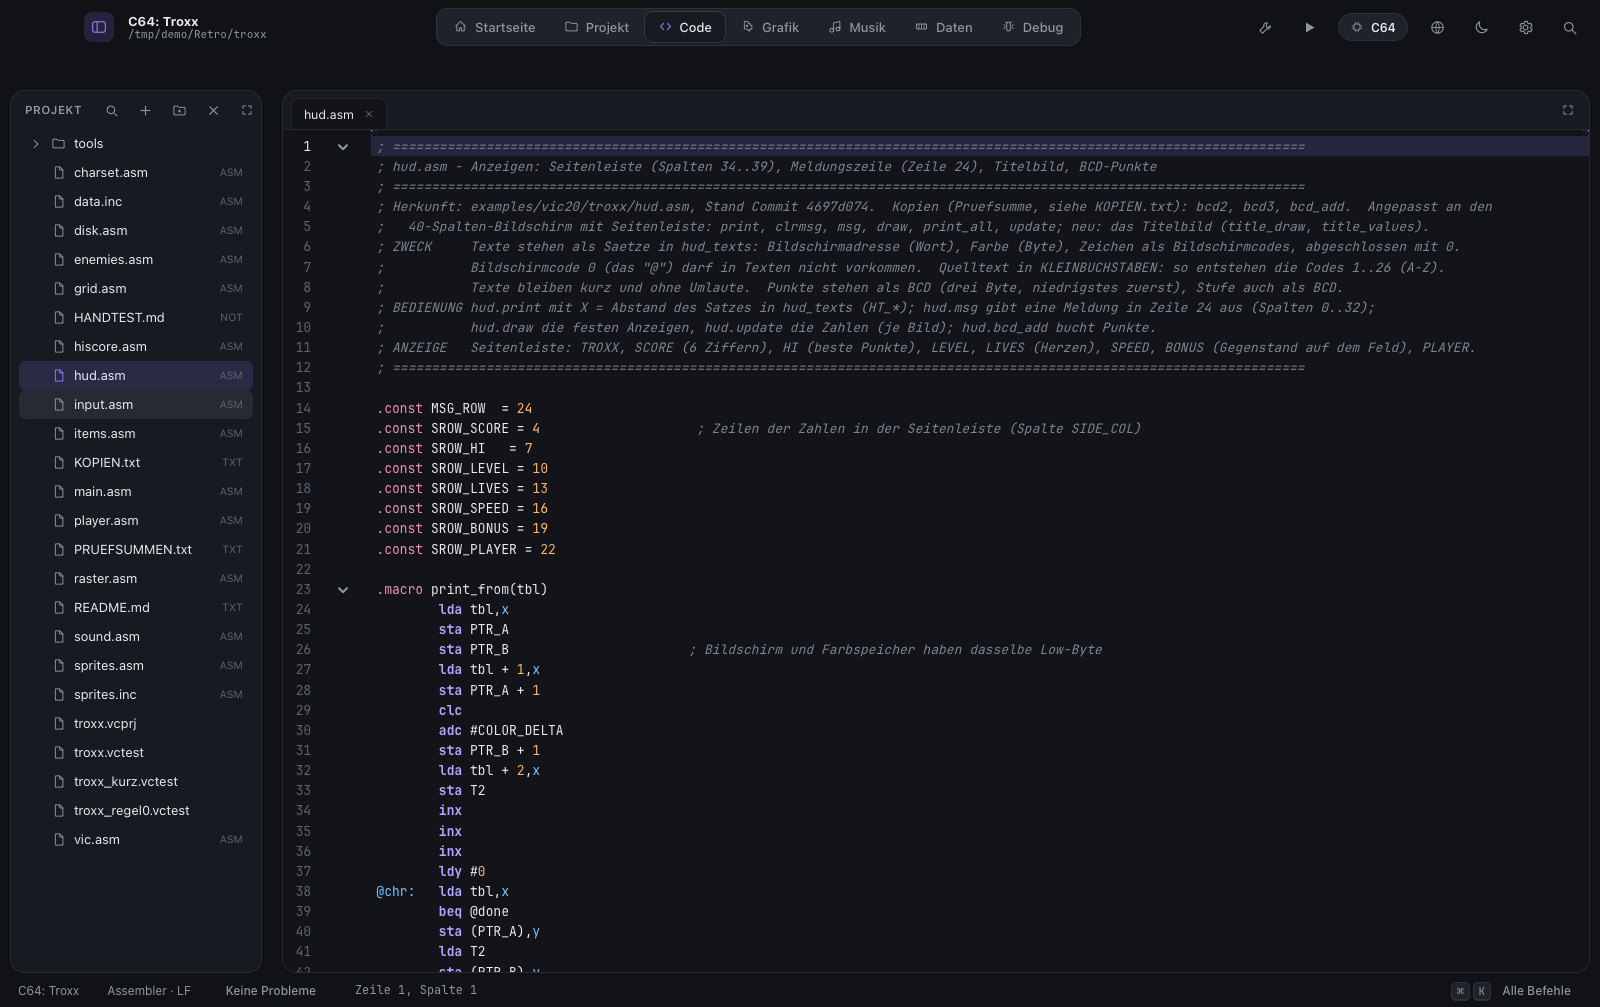 C64: Troxx
/tmp/demo/Retro/troxx
Startseite
Projekt
Code
Grafik
Musik
Daten
Debug
C64
PROJEKT
tools
charset.asm ASM
data.inc ASM
disk.asm ASM
enemies.asm ASM
grid.asm ASM
HANDTEST.md NOT
hiscore.asm ASM
hud.asm ASM
input.asm ASM
items.asm ASM
KOPIEN.txt TXT
main.asm ASM
player.asm ASM
PRUEFSUMMEN.txt TXT
raster.asm ASM
README.md TXT
sound.asm ASM
sprites.asm ASM
sprites.inc ASM
troxx.vcprj
troxx.vctest
troxx_kurz.vctest
troxx_regel0.vctest
vic.asm ASM
hud.asm
1 ; =====================================================================================================================
2 ; hud.asm - Anzeigen: Seitenleiste (Spalten 34..39), Meldungszeile (Zeile 24), Titelbild, BCD-Punkte
3 ; =====================================================================================================================
4 ; Herkunft: examples/vic20/troxx/hud.asm, Stand Commit 4697d074.  Kopien (Pruefsumme, siehe KOPIEN.txt): bcd2, bcd3, bcd_add.  Angepasst an den
5 ;   40-Spalten-Bildschirm mit Seitenleiste: print, clrmsg, msg, draw, print_all, update; neu: das Titelbild (title_draw, title_values).
6 ; ZWECK     Texte stehen als Saetze in hud_texts: Bildschirmadresse (Wort), Farbe (Byte), Zeichen als Bildschirmcodes, abgeschlossen mit 0.
7 ;           Bildschirmcode 0 (das "@") darf in Texten nicht vorkommen.  Quelltext in KLEINBUCHSTABEN: so entstehen die Codes 1..26 (A-Z).
8 ;           Texte bleiben kurz und ohne Umlaute.  Punkte stehen als BCD (drei Byte, niedrigstes zuerst), Stufe auch als BCD.
9 ; BEDIENUNG hud.print mit X = Abstand des Satzes in hud_texts (HT_*); hud.msg gibt eine Meldung in Zeile 24 aus (Spalten 0..32);
10 ;           hud.draw die festen Anzeigen, hud.update die Zahlen (je Bild); hud.bcd_add bucht Punkte.
11 ; ANZEIGE   Seitenleiste: TROXX, SCORE (6 Ziffern), HI (beste Punkte), LEVEL, LIVES (Herzen), SPEED, BONUS (Gegenstand auf dem Feld), PLAYER.
12 ; =====================================================================================================================
13
14 .const MSG_ROW  = 24
15 .const SROW_SCORE = 4                    ; Zeilen der Zahlen in der Seitenleiste (Spalte SIDE_COL)
16 .const SROW_HI   = 7
17 .const SROW_LEVEL = 10
18 .const SROW_LIVES = 13
19 .const SROW_SPEED = 16
20 .const SROW_BONUS = 19
21 .const SROW_PLAYER = 22
22
23 .macro print_from(tbl)
24         lda tbl,x
25         sta PTR_A
26         sta PTR_B                       ; Bildschirm und Farbspeicher haben dasselbe Low-Byte
27         lda tbl + 1,x
28         sta PTR_A + 1
29         clc
30         adc #COLOR_DELTA
31         sta PTR_B + 1
32         lda tbl + 2,x
33         sta T2
34         inx
35         inx
36         inx
37         ldy #0
38 @chr:   lda tbl,x
39         beq @done
40         sta (PTR_A),y
41         lda T2
42         sta (PTR_B),y
C64: Troxx
Assembler · LF
Keine Probleme
Zeile 1, Spalte 1
⌘ K Alle Befehle